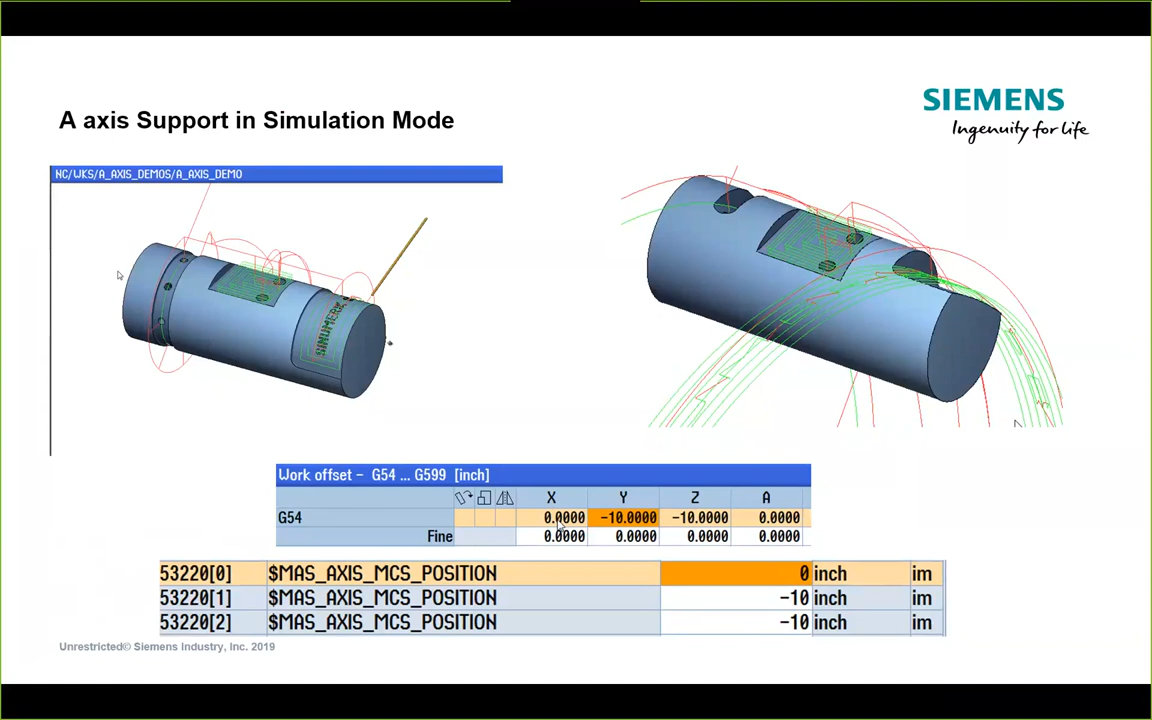 SIEMENS
Ingenuity for life
A axis Support in Simulation Mode
NC/WKS/A_AXIS_DEMOS/A_AXIS_DEMO
SINUMERIK
Work offset - G54 ... G599 [inch]
X Y Z A
G54 0.0000 -10.0000 -10.0000 0.0000
Fine 0.0000 0.0000 0.0000 0.0000
53220[0] $MAS_AXIS_MCS_POSITION 0 inch im
53220[1] $MAS_AXIS_MCS_POSITION -10 inch im
53220[2] $MAS_AXIS_MCS_POSITION -10 inch im
Unrestricted© Siemens Industry, Inc. 2019